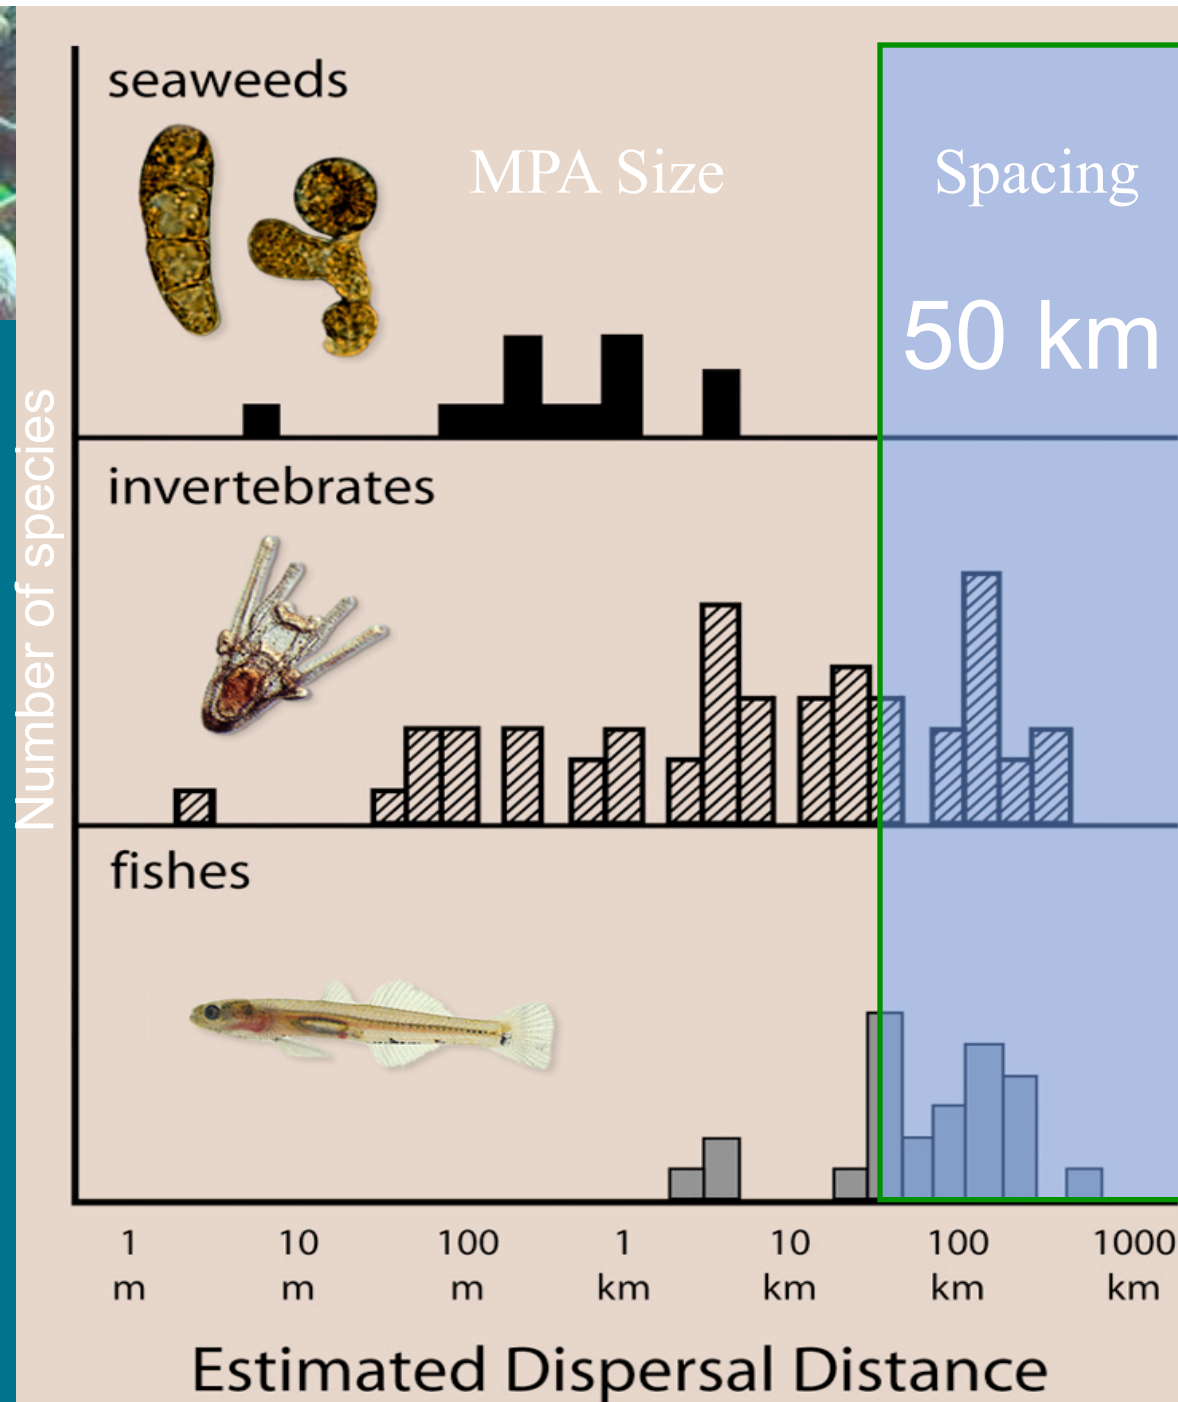 seaweeds
MPA Size
Spacing
50 km
Number of species
invertebrates
fishes
1 10 100 1 10 100 1000
m m m km km km km
Estimated Dispersal Distance